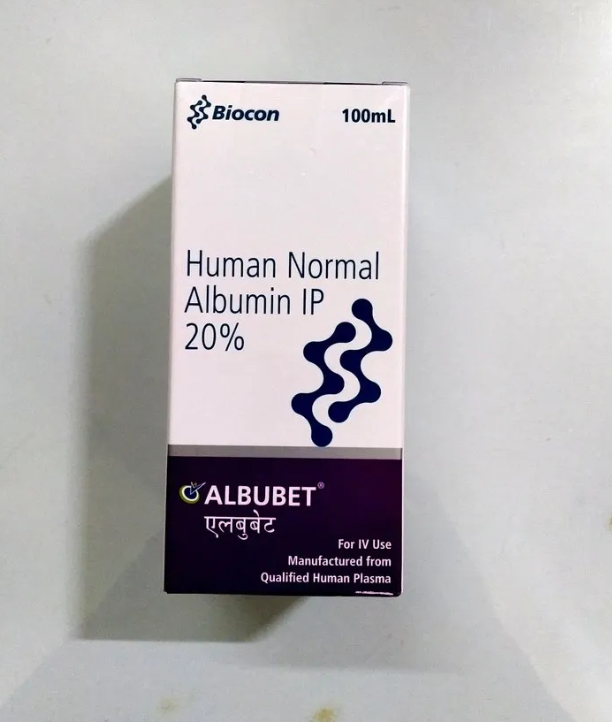 Biocon
100mL
Human Normal
Albumin IP
20%
ALBUBET®
एलबुबेट
For IV Use
Manufactured from
Qualified Human Plasma